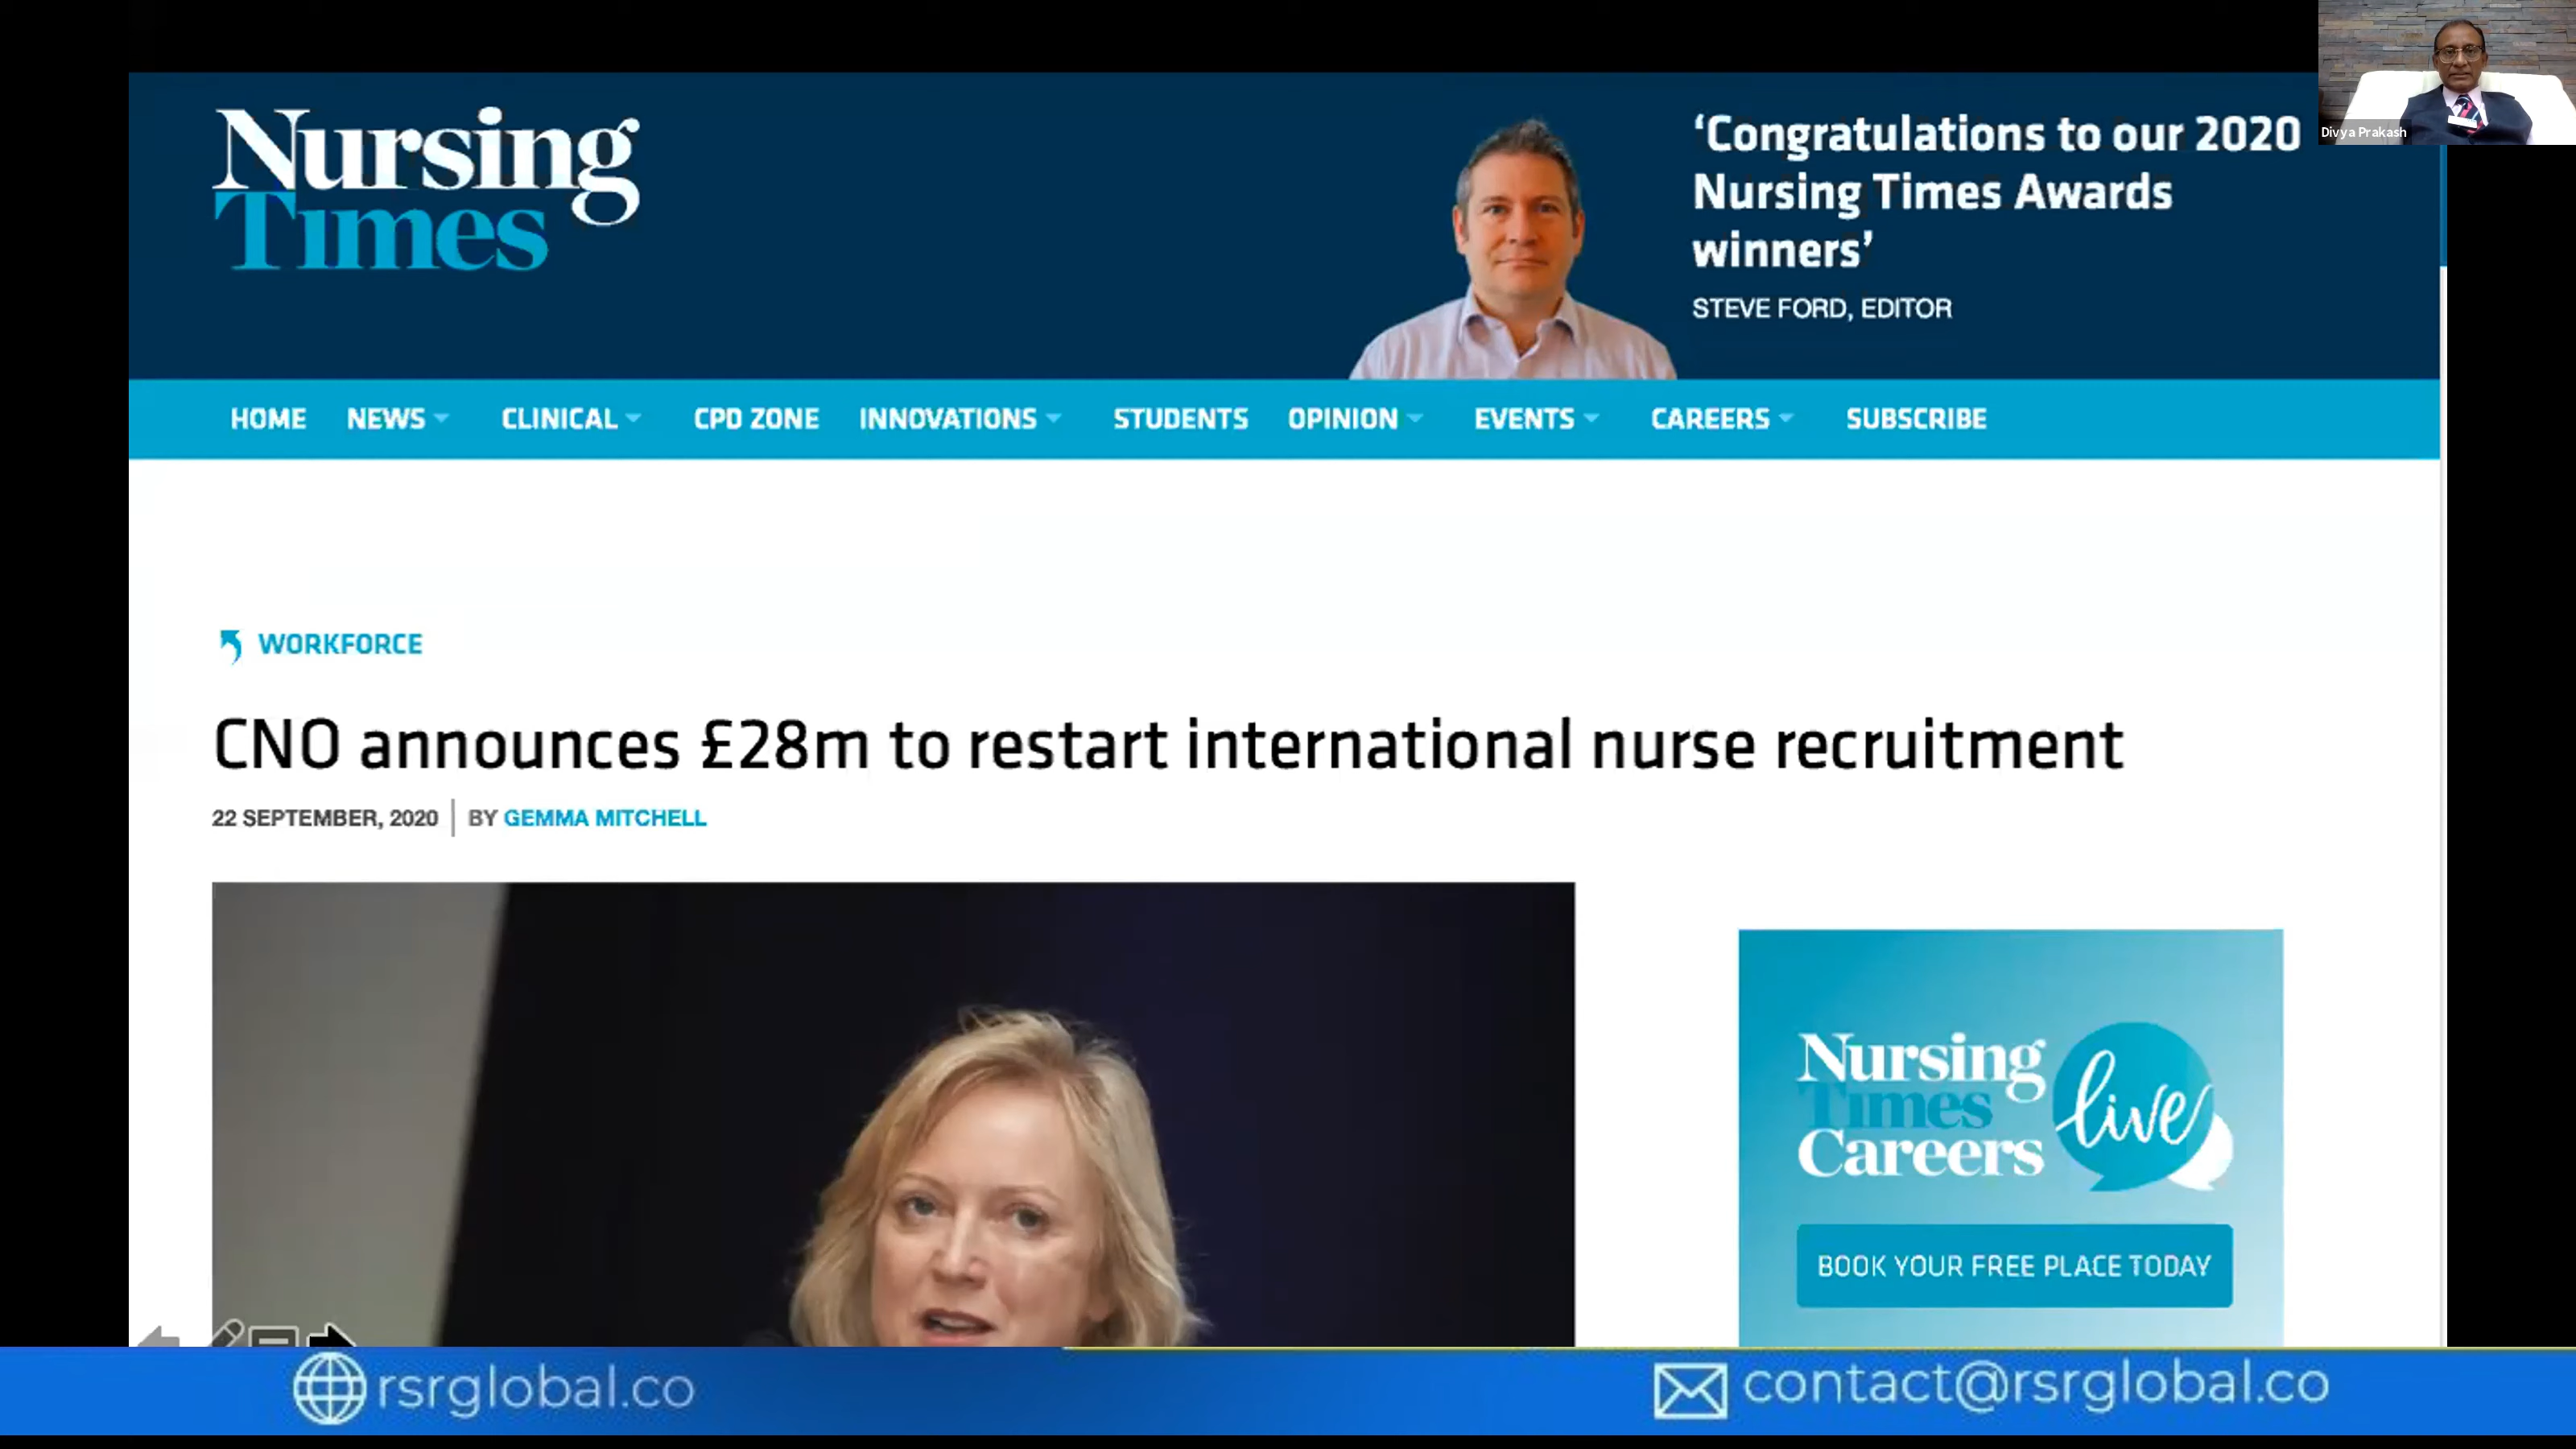 Nursing
Times
‘Congratulations to our 2020
Nursing Times Awards
winners’
STEVE FORD, EDITOR
Divya Prakash
HOME NEWS CLINICAL CPD ZONE INNOVATIONS STUDENTS OPINION EVENTS CAREERS SUBSCRIBE
WORKFORCE
CNO announces £28m to restart international nurse recruitment
22 SEPTEMBER, 2020 | BY GEMMA MITCHELL
Nursing
Times
Careers
live
BOOK YOUR FREE PLACE TODAY
rsrglobal.co
contact@rsrglobal.co